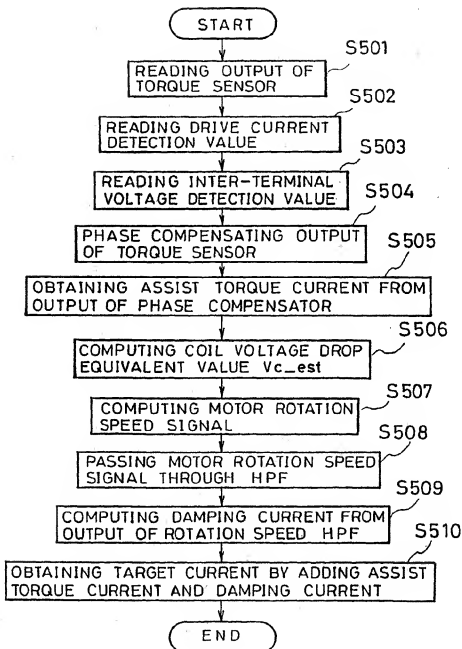 START
S501
READING OUTPUT OF
TORQUE SENSOR
S502
READING DRIVE CURRENT
DETECTION VALUE
S503
READING INTER-TERMINAL
VOLTAGE DETECTION VALUE
S504
PHASE COMPENSATING OUTPUT
OF TORQUE SENSOR
S505
OBTAINING ASSIST TORQUE CURRENT FROM
OUTPUT OF PHASE COMPENSATOR
S506
COMPUTING COIL VOLTAGE DROP
EQUIVALENT VALUE Vc_est
S507
COMPUTING MOTOR ROTATION
SPEED SIGNAL
S508
PASSING MOTOR ROTATION SPEED
SIGNAL THROUGH HPF
S509
COMPUTING DAMPING CURRENT FROM
OUTPUT OF ROTATION SPEED HPF
S510
OBTAINING TARGET CURRENT BY ADDING ASSIST
TORQUE CURRENT AND DAMPING CURRENT
END